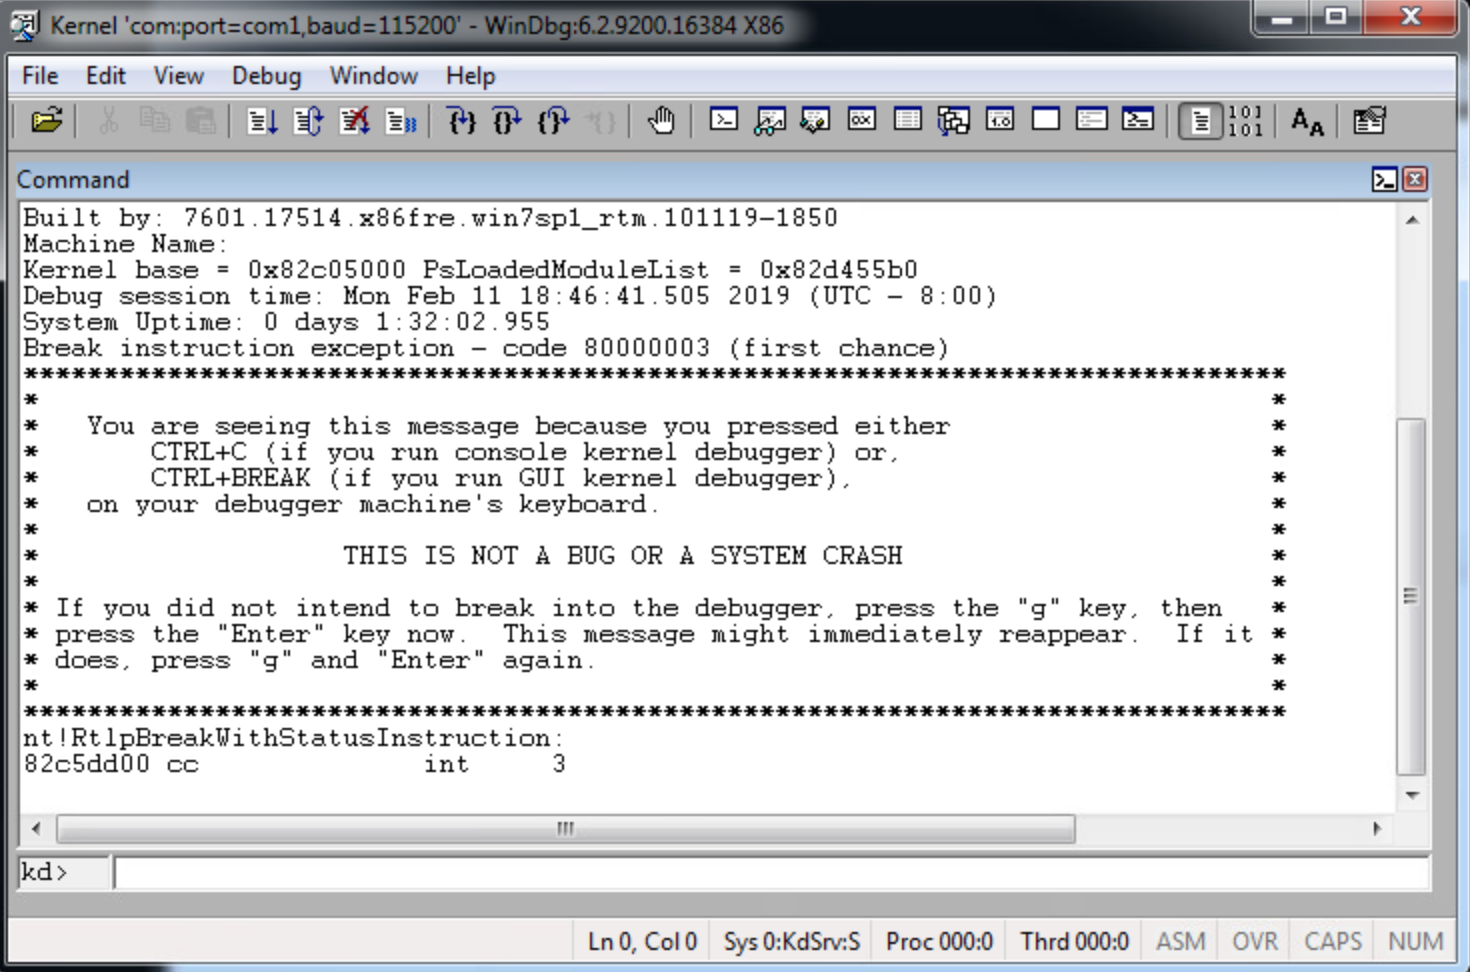 Kernel 'com:port=com1,baud=115200' - WinDbg:6.2.9200.16384 X86
File Edit View Debug Window Help
Command
Built by: 7601.17514.x86fre.win7sp1_rtm.101119-1850
Machine Name:
Kernel base = 0x82c05000 PsLoadedModuleList = 0x82d455b0
Debug session time: Mon Feb 11 18:46:41.505 2019 (UTC - 8:00)
System Uptime: 0 days 1:32:02.955
Break instruction exception - code 80000003 (first chance)
*******************************************************************************
*                                                                             *
*   You are seeing this message because you pressed either                    *
*       CTRL+C (if you run console kernel debugger) or,                       *
*       CTRL+BREAK (if you run GUI kernel debugger),                          *
*   on your debugger machine's keyboard.                                      *
*                                                                             *
*                   THIS IS NOT A BUG OR A SYSTEM CRASH                       *
*                                                                             *
* If you did not intend to break into the debugger, press the "g" key, then   *
* press the "Enter" key now.  This message might immediately reappear.  If it *
* does, press "g" and "Enter" again.                                          *
*                                                                             *
*******************************************************************************
nt!RtlpBreakWithStatusInstruction:
82c5dd00 cc              int     3
kd>
Ln 0, Col 0 Sys 0:KdSrv:S Proc 000:0 Thrd 000:0 ASM OVR CAPS NUM